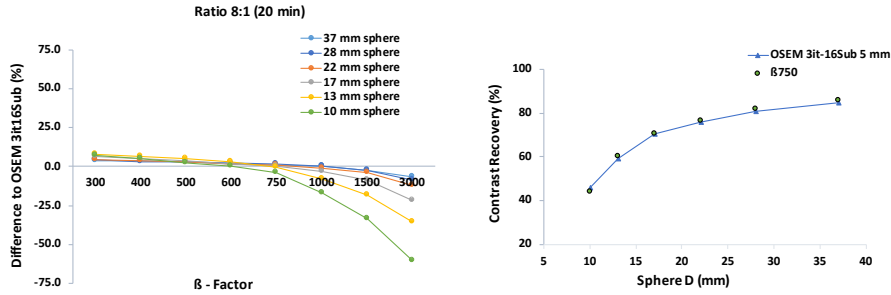 Ratio 8:1 (20 min)
Difference to OSEM 3it16Sub (%)
75.0
50.0
25.0
0.0
-25.0
-50.0
-75.0
300 400 500 600 750 1000 1500 3000
ß - Factor
37 mm sphere
28 mm sphere
22 mm sphere
17 mm sphere
13 mm sphere
10 mm sphere
OSEM 3it-16Sub 5 mm
ß750
Contrast Recovery (%)
100
80
60
40
20
5 10 15 20 25 30 35 40
Sphere D (mm)